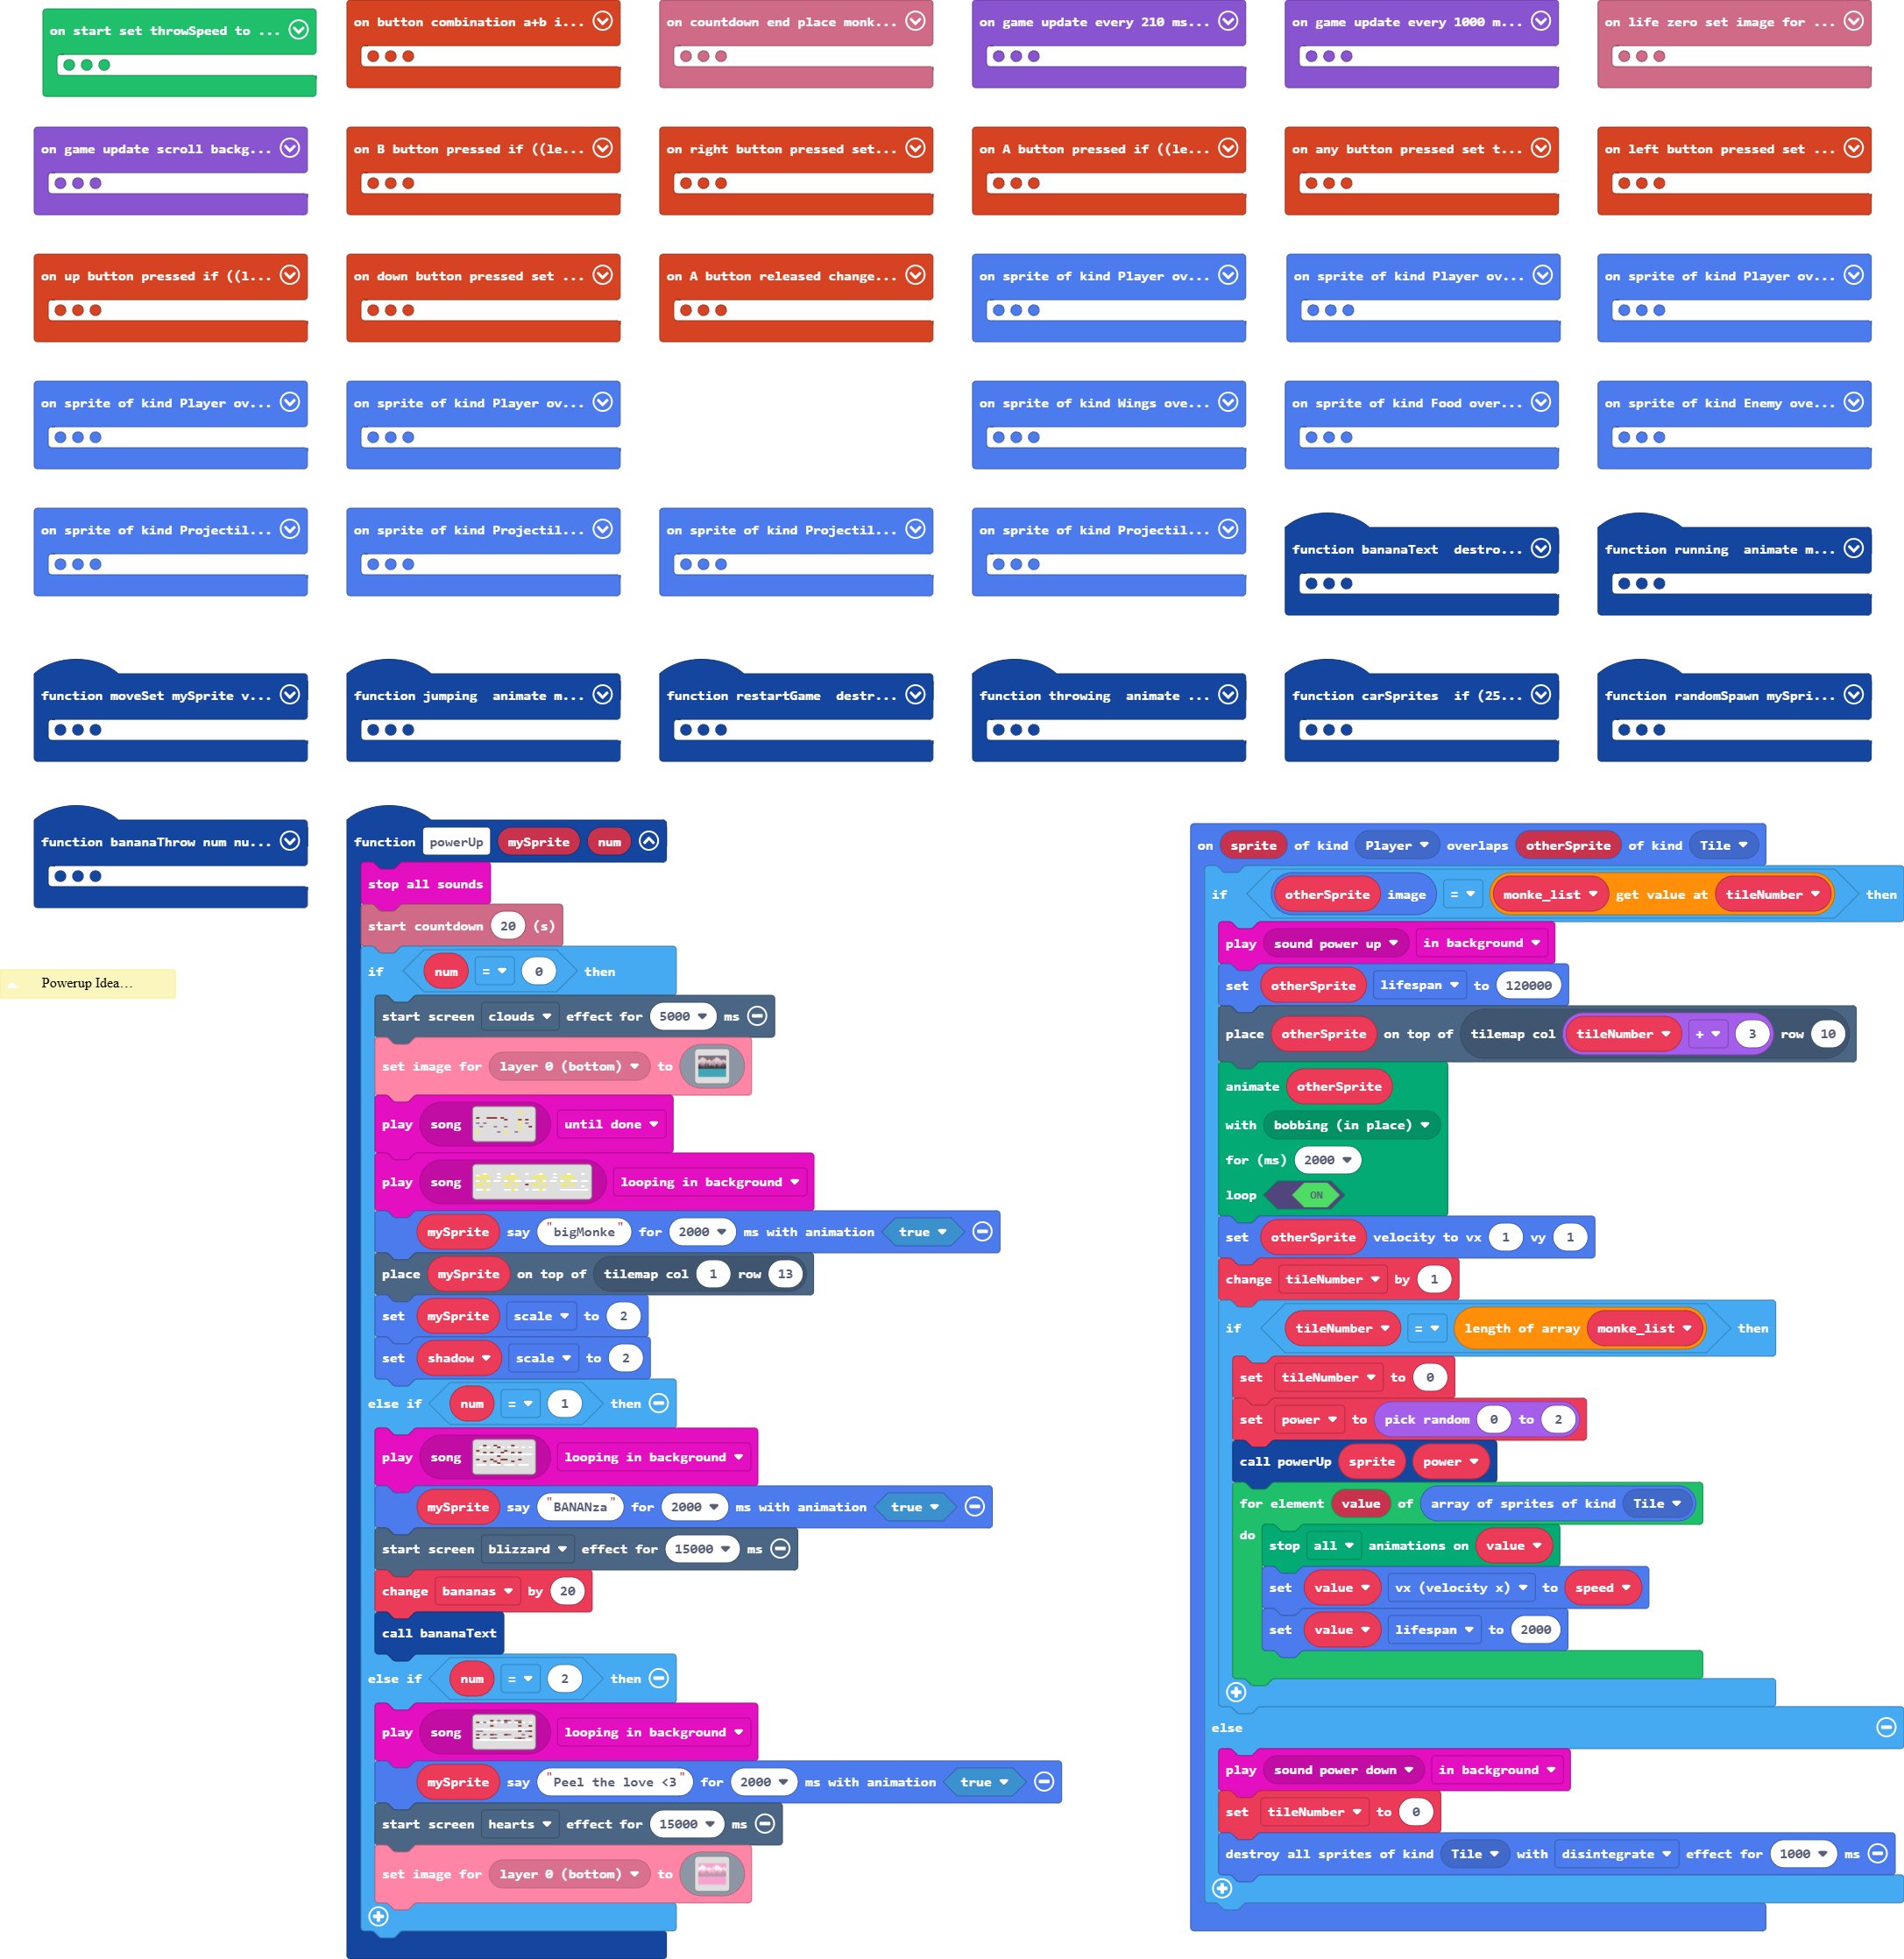 on start set throwSpeed to ...
on button combination a+b i...
on countdown end place monk...
on game update every 210 ms...
on game update every 1000 m...
on life zero set image for ...
on game update scroll backg...
on B button pressed if ((le...
on right button pressed set...
on A button pressed if ((le...
on any button pressed set t...
on left button pressed set ...
on up button pressed if ((l...
on down button pressed set ...
on A button released change...
on sprite of kind Player ov...
on sprite of kind Player ov...
on sprite of kind Player ov...
on sprite of kind Player ov...
on sprite of kind Player ov...
on sprite of kind Wings ove...
on sprite of kind Food over...
on sprite of kind Enemy ove...
on sprite of kind Projectil...
on sprite of kind Projectil...
on sprite of kind Projectil...
on sprite of kind Projectil...
function bananaText destro...
function running animate m...
function moveSet mySprite v...
function jumping animate m...
function restartGame destr...
function throwing animate ...
function carSprites if (25...
function randomSpawn mySpri...
function bananaThrow num nu...
Powerup Idea...
function powerUp mySprite num
stop all sounds
start countdown 20 (s)
if num = 0 then
start screen clouds effect for 5000 ms
set image for layer 0 (bottom) to
play song until done
play song looping in background
mySprite say "bigMonke" for 2000 ms with animation true
place mySprite on top of tilemap col 1 row 13
set mySprite scale to 2
set shadow scale to 2
else if num = 1 then
play song looping in background
mySprite say "BANANza" for 2000 ms with animation true
start screen blizzard effect for 15000 ms
change bananas by 20
call bananaText
else if num = 2 then
play song looping in background
mySprite say "Peel the love <3" for 2000 ms with animation true
start screen hearts effect for 15000 ms
set image for layer 0 (bottom) to
on sprite of kind Player overlaps otherSprite of kind Tile
if otherSprite image = monke_list get value at tileNumber then
play sound power up in background
set otherSprite lifespan to 120000
place otherSprite on top of tilemap col tileNumber + 3 row 10
animate otherSprite
with bobbing (in place)
for (ms) 2000
loop ON
set otherSprite velocity to vx 1 vy 1
change tileNumber by 1
if tileNumber = length of array monke_list then
set tileNumber to 0
set power to pick random 0 to 2
call powerUp sprite power
for element value of array of sprites of kind Tile
do stop all animations on value
set value vx (velocity x) to speed
set value lifespan to 2000
else
play sound power down in background
set tileNumber to 0
destroy all sprites of kind Tile with disintegrate effect for 1000 ms